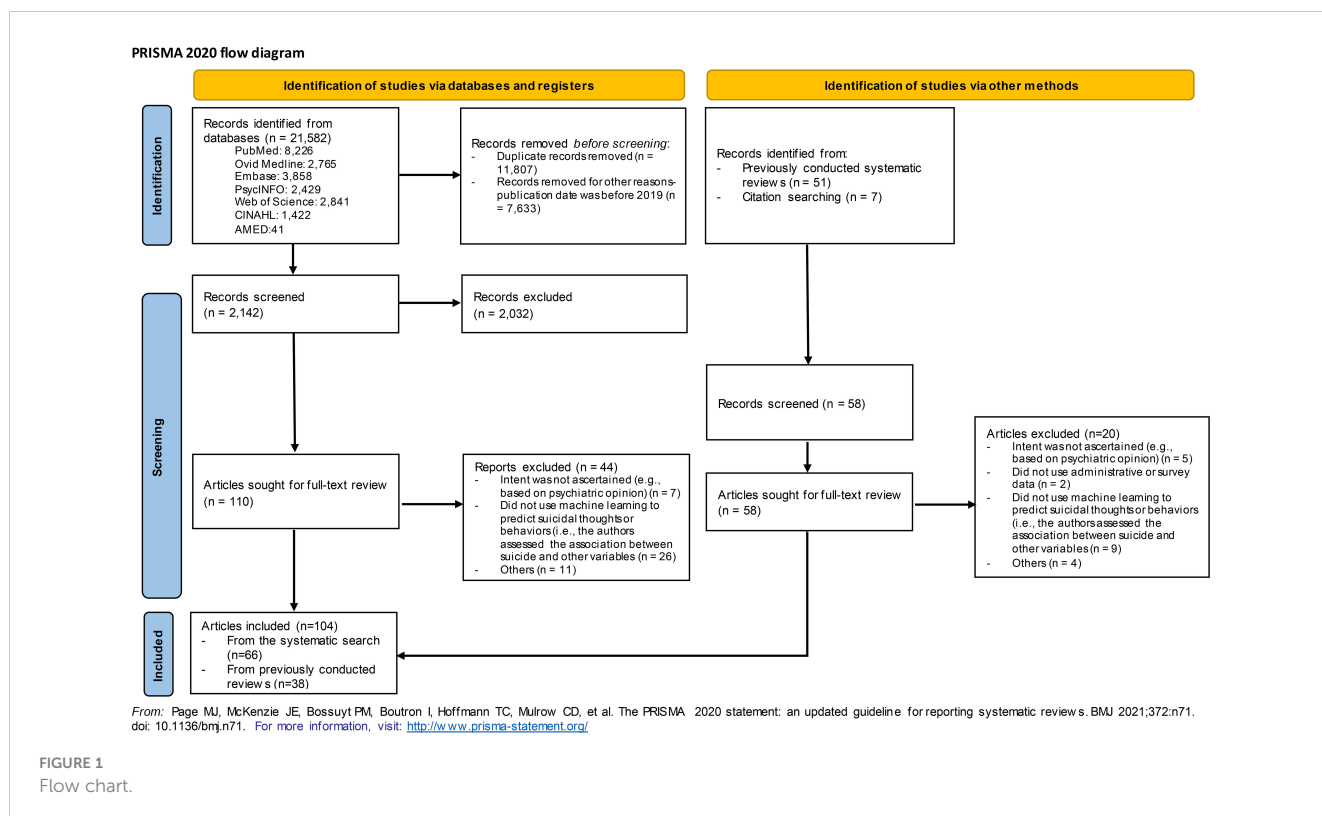 PRISMA 2020 flow diagram
Identification of studies via databases and registers
Identification of studies via other methods
Identification
Records identified from
databases (n = 21,582)
PubMed: 8,226
Ovid Medline: 2,765
Embase: 3,858
PsycINFO: 2,429
Web of Science: 2,841
CINAHL: 1,422
AMED:41
Records removed before screening:
- Duplicate records removed (n =
11,807)
- Records removed for other reasons-
publication date was before 2019 (n
= 7,633)
Records identified from:
- Previously conducted systematic
reviews (n = 51)
- Citation searching (n = 7)
Screening
Records screened
(n = 2,142)
Records excluded
(n = 2,032)
Records screened (n = 58)
Articles sought for full-text review
(n = 110)
Reports excluded (n = 44)
- Intent was not ascertained (e.g.,
based on psychiatric opinion) (n = 7)
- Did not use machine learning to
predict suicidal thoughts or
behaviors (i.e., the authors
assessed the association between
suicide and other variables (n = 26)
- Others (n = 11)
Articles sought for full-text review
(n = 58)
Articles excluded (n=20)
- Intent was not ascertained (e.g.,
based on psychiatric opinion) (n = 5)
- Did not use administrative or survey
data (n = 2)
- Did not use machine learning to
predict suicidal thoughts or behaviors
(i.e., the authors assessed the
association between suicide and
other variables (n = 9)
- Others (n = 4)
Included
Articles included (n=104)
- From the systematic search
(n=66)
- From previously conducted
reviews (n=38)
From: Page MJ, McKenzie JE, Bossuyt PM, Boutron I, Hoffmann TC, Mulrow CD, et al. The PRISMA 2020 statement: an updated guideline for reporting systematic reviews. BMJ 2021;372:n71.
doi: 10.1136/bmj.n71. For more information, visit: http://www.prisma-statement.org/
FIGURE 1
Flow chart.